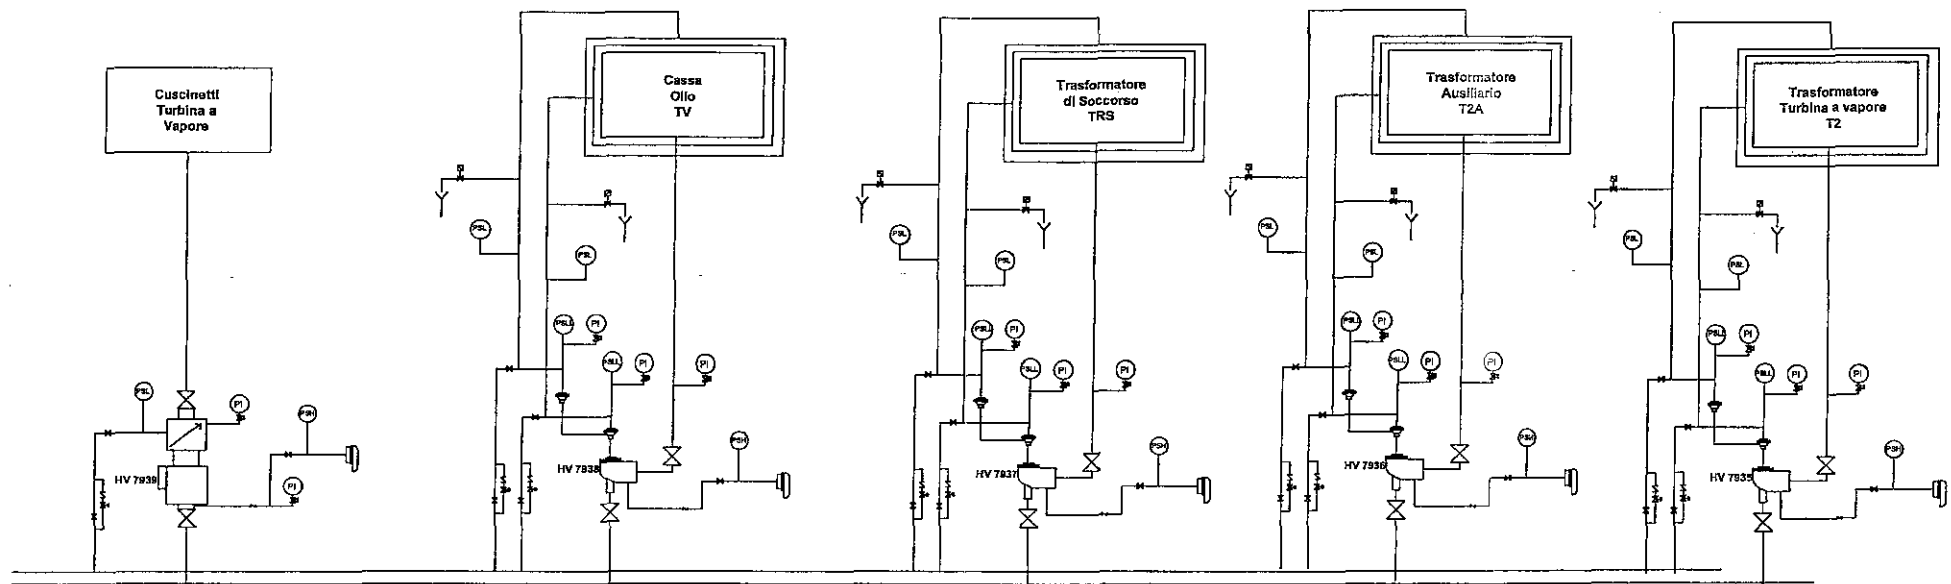 Cuscinetti
Turbina a
Vapore
Cassa
Olio
TV
Trasformatore
di Soccorso
TRS
Trasformatore
Ausiliario
T2A
Trasformatore
Turbina a vapore
T2
PSL
PSL
PSL
PSL
PSL
PSL
PSL
PSL
PSLL
PI
PSLL
PI
PI
PSLL
PI
PSLL
PI
PI
PSLL
PI
PSLL
PI
PI
PSLL
PI
PSLL
PI
PI
PSL
PI
PSH
PI
PSH
PSH
PSH
PSH
HV 7939
HV 7938
HV 7937
HV 7936
HV 7935